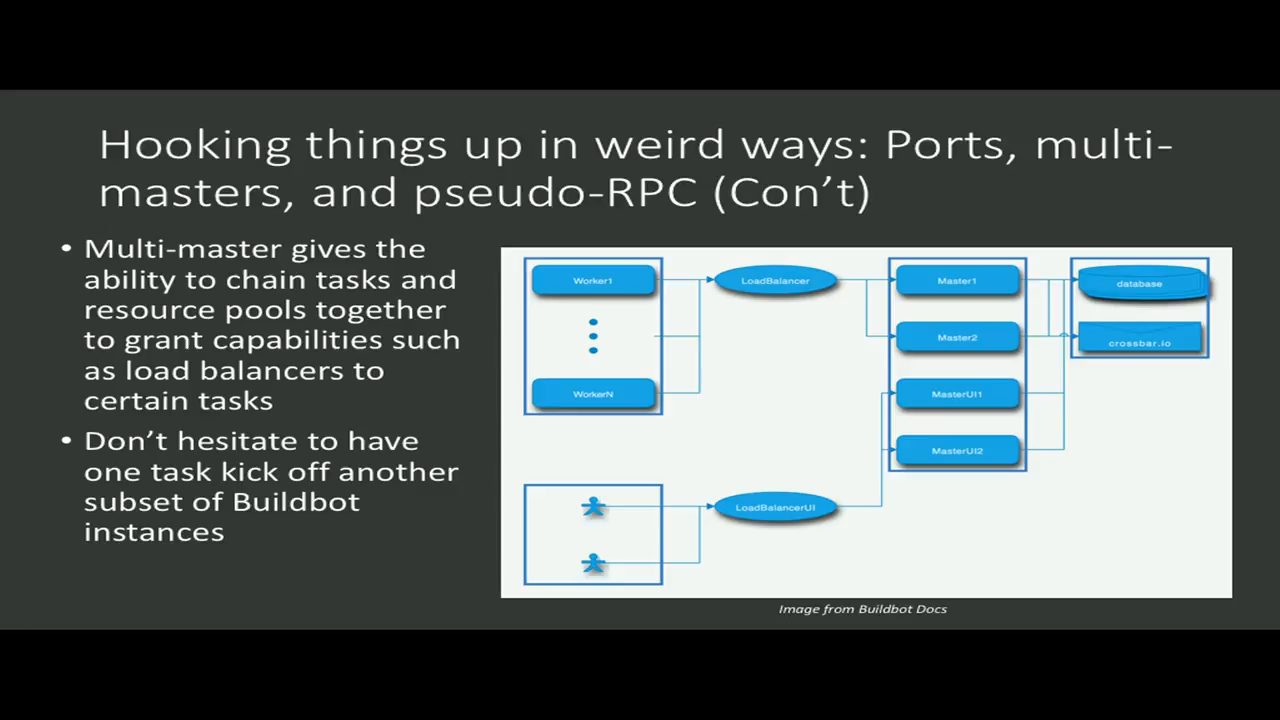 Hooking things up in weird ways: Ports, multi-
masters, and pseudo-RPC (Con’t)
• Multi-master gives the
ability to chain tasks and
resource pools together
to grant capabilities such
as load balancers to
certain tasks
• Don’t hesitate to have
one task kick off another
subset of Buildbot
instances
Worker1
WorkerN
LoadBalancer
LoadBalancerUI
Master1
Master2
MasterUI1
MasterUI2
database
crossbar.io
Image from Buildbot Docs